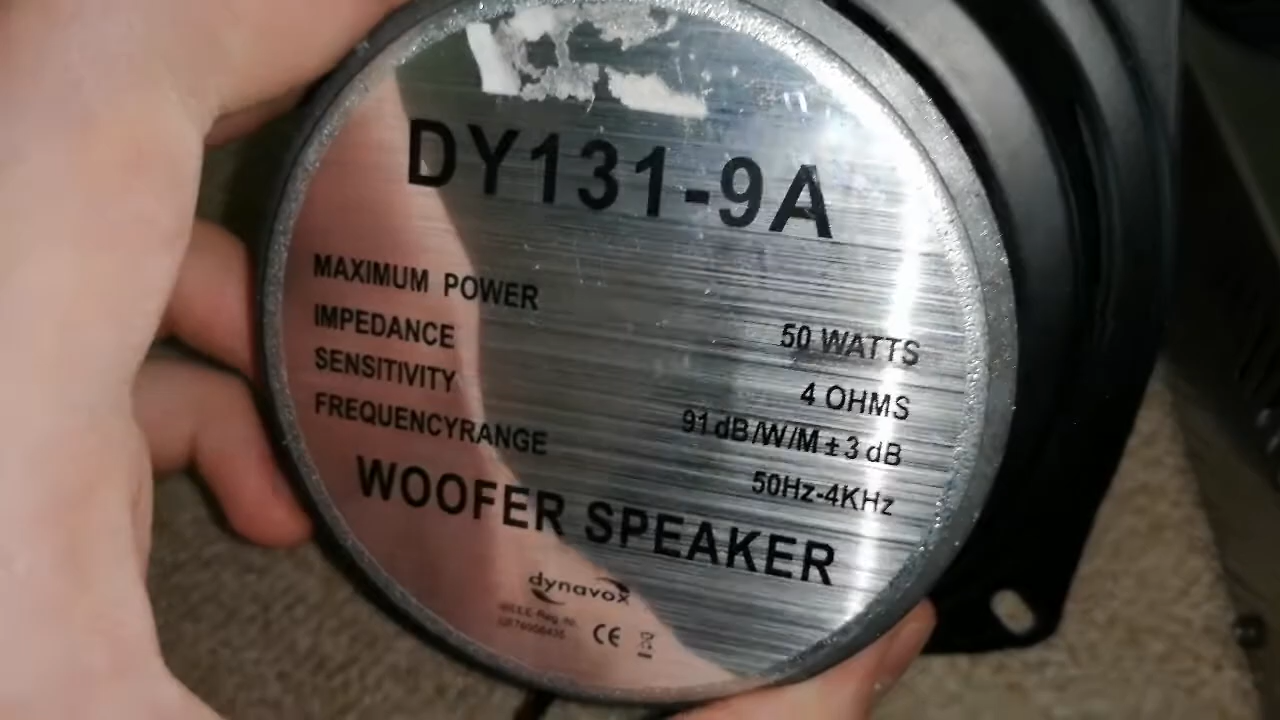 DY131-9A
MAXIMUM POWER 50 WATTS
IMPEDANCE 4 OHMS
SENSITIVITY 91 dB/W/M ± 3 dB
FREQUENCYRANGE 50Hz-4KHz
WOOFER SPEAKER
dynavox
CE